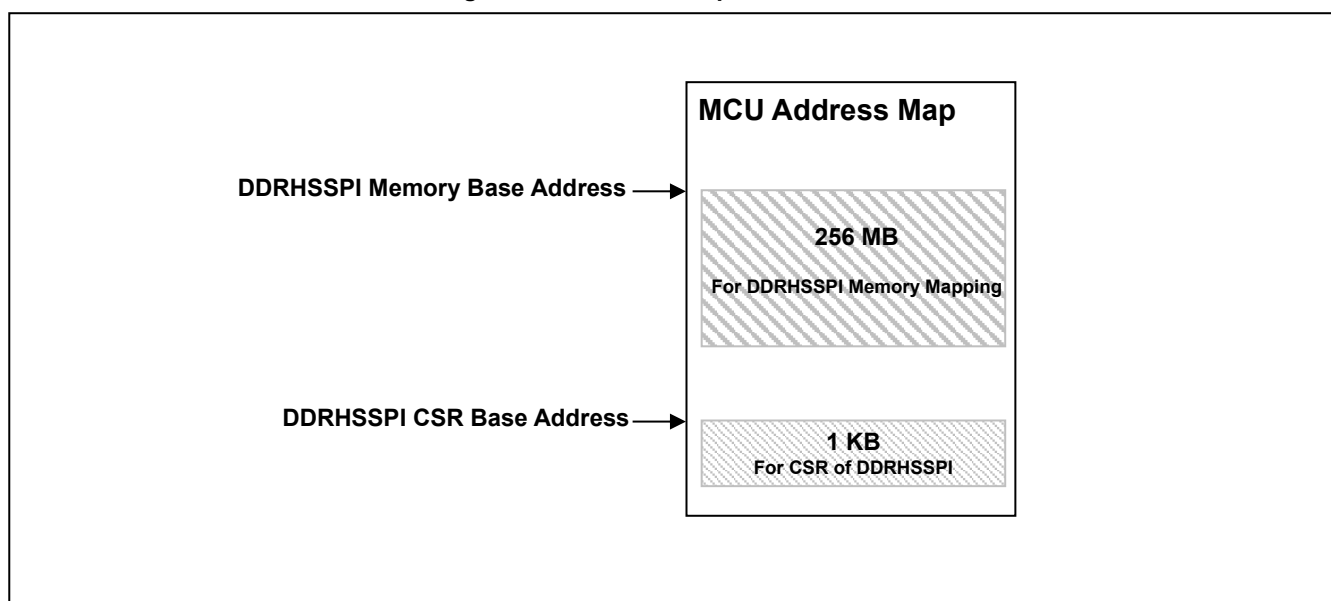 MCU Address Map
DDRHSSPI Memory Base Address
256 MB
For DDRHSSPI Memory Mapping
DDRHSSPI CSR Base Address
1 KB
For CSR of DDRHSSPI